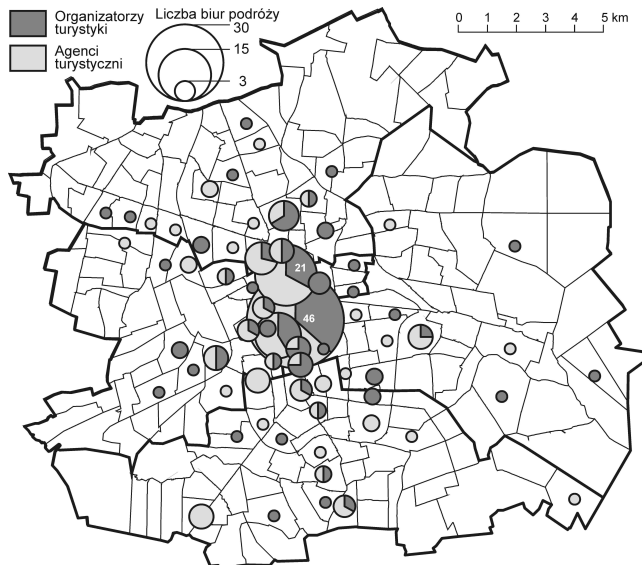 Organizatorzy
turystyki
Agenci
turystyczni
Liczba biur podróży
30
15
3
0 1 2 3 4 5 km
21
46